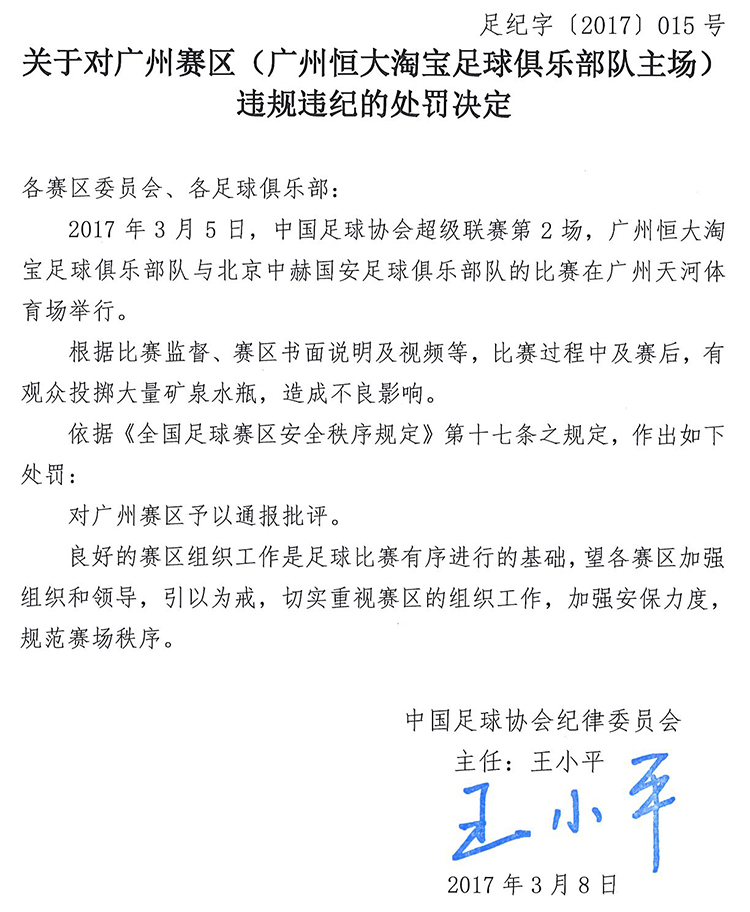 足纪字〔2017〕015号
关于对广州赛区（广州恒大淘宝足球俱乐部队主场）
违规违纪的处罚决定
各赛区委员会、各足球俱乐部：
2017年3月5日，中国足球协会超级联赛第2场，广州恒大淘
宝足球俱乐部队与北京中赫国安足球俱乐部队的比赛在广州天河体
育场举行。
根据比赛监督、赛区书面说明及视频等，比赛过程中及赛后，有
观众投掷大量矿泉水瓶，造成不良影响。
依据《全国足球赛区安全秩序规定》第十七条之规定，作出如下
处罚：
对广州赛区予以通报批评。
良好的赛区组织工作是足球比赛有序进行的基础，望各赛区加强
组织和领导，引以为戒，切实重视赛区的组织工作，加强安保力度，
规范赛场秩序。
中国足球协会纪律委员会
主任：王小平
王小平
2017年3月8日